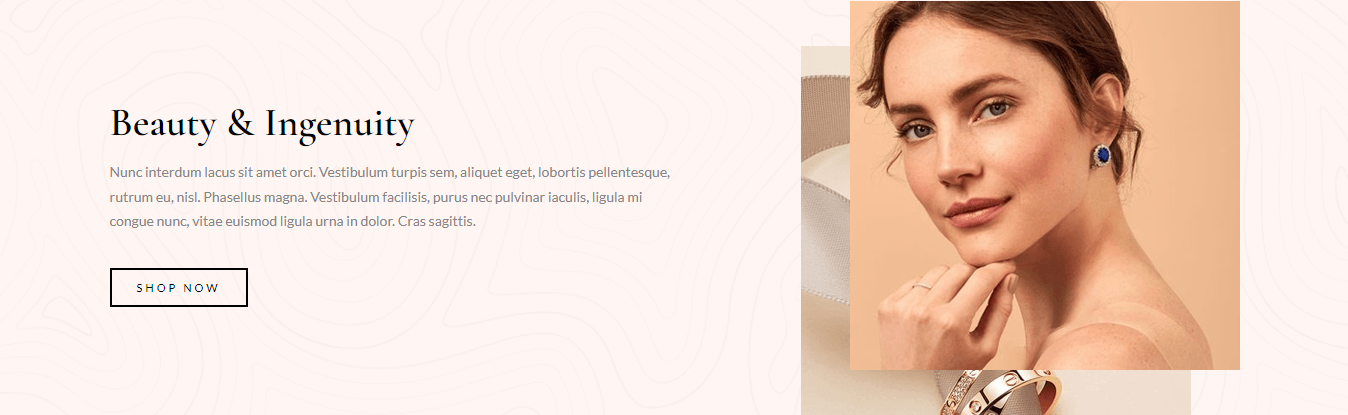 Beauty & Ingenuity
Nunc interdum lacus sit amet orci. Vestibulum turpis sem, aliquet eget, lobortis pellentesque,
rutrum eu, nisl. Phasellus magna. Vestibulum facilisis, purus nec pulvinar iaculis, ligula mi
congue nunc, vitae euismod ligula urna in dolor. Cras sagittis.
SHOP NOW